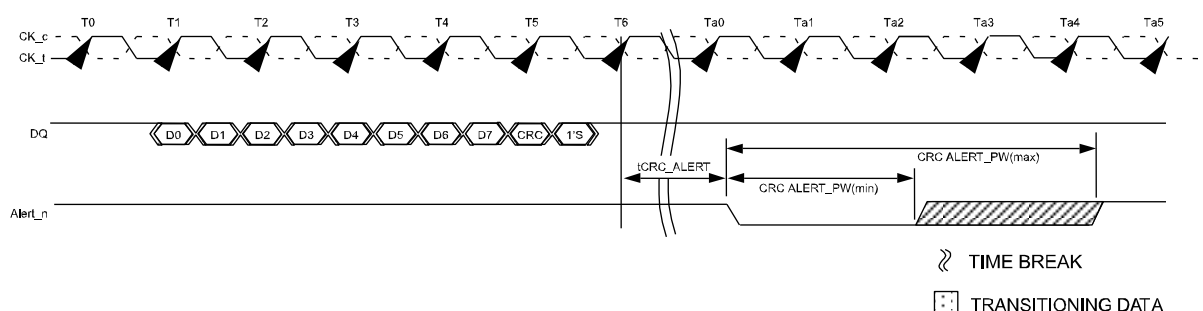 T0 T1 T2 T3 T4 T5 T6 Ta0 Ta1 Ta2 Ta3 Ta4 Ta5
CK_c
CK_t
DQ D0 D1 D2 D3 D4 D5 D6 D7 CRC 1'S
CRC ALERT_PW(max)
tCRC_ALERT
CRC ALERT_PW(min)
Alert_n
TIME BREAK
TRANSITIONING DATA